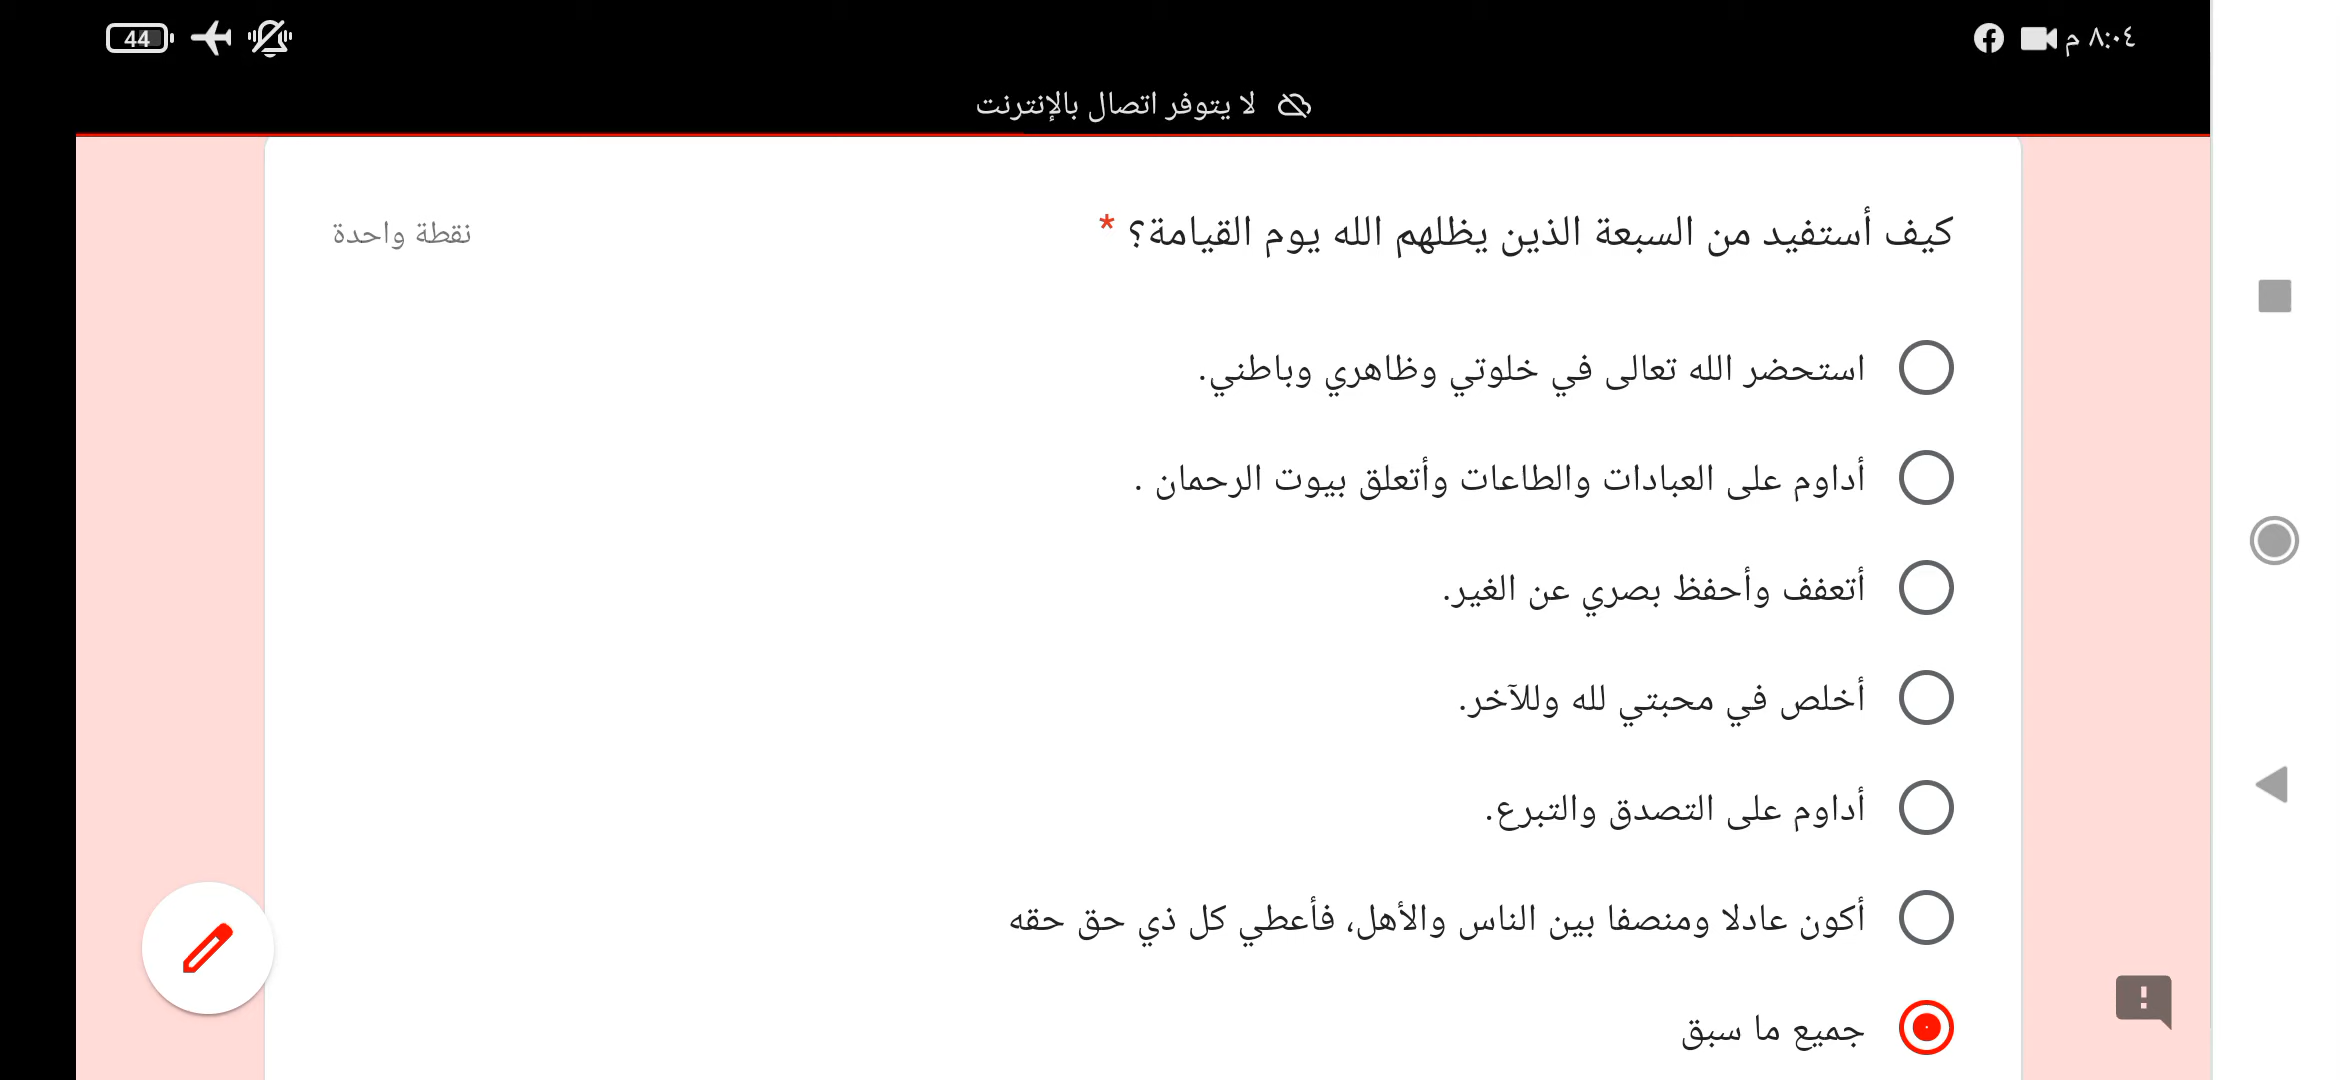 44
٨:٠٤ م
لا يتوفر اتصال بالإنترنت
كيف أستفيد من السبعة الذين يظلهم الله يوم القيامة؟ *
نقطة واحدة
استحضر الله تعالى في خلوتي وظاهري وباطني.
أداوم على العبادات والطاعات وأتعلق بيوت الرحمان .
أتعفف وأحفظ بصري عن الغير.
أخلص في محبتي لله وللآخر.
أداوم على التصدق والتبرع.
أكون عادلا ومنصفا بين الناس والأهل، فأعطي كل ذي حق حقه
جميع ما سبق